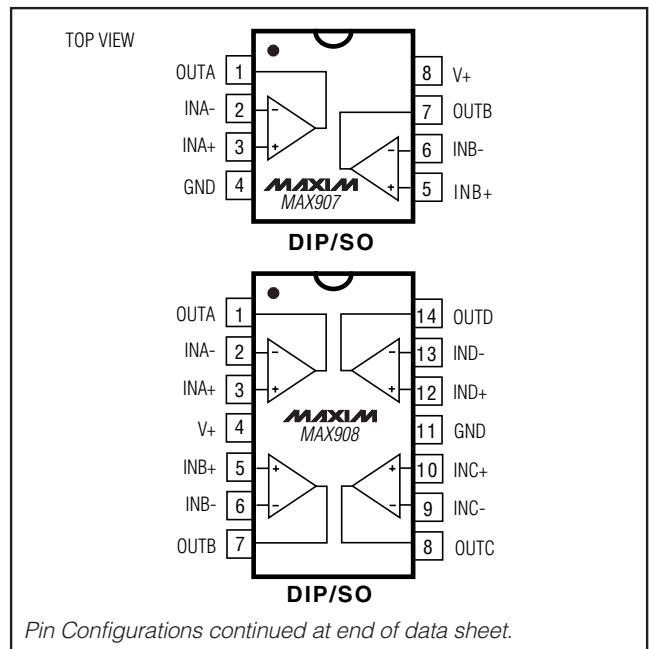 TOP VIEW
OUTA 1
INA- 2
INA+ 3
GND 4
8 V+
7 OUTB
6 INB-
5 INB+
- +
- +
MAXIM
MAX907
DIP/SO
OUTA 1
INA- 2
INA+ 3
V+ 4
INB+ 5
INB- 6
OUTB 7
14 OUTD
13 IND-
12 IND+
11 GND
10 INC+
9 INC-
8 OUTC
- +
- +
+ -
+ -
MAXIM
MAX908
DIP/SO
Pin Configurations continued at end of data sheet.